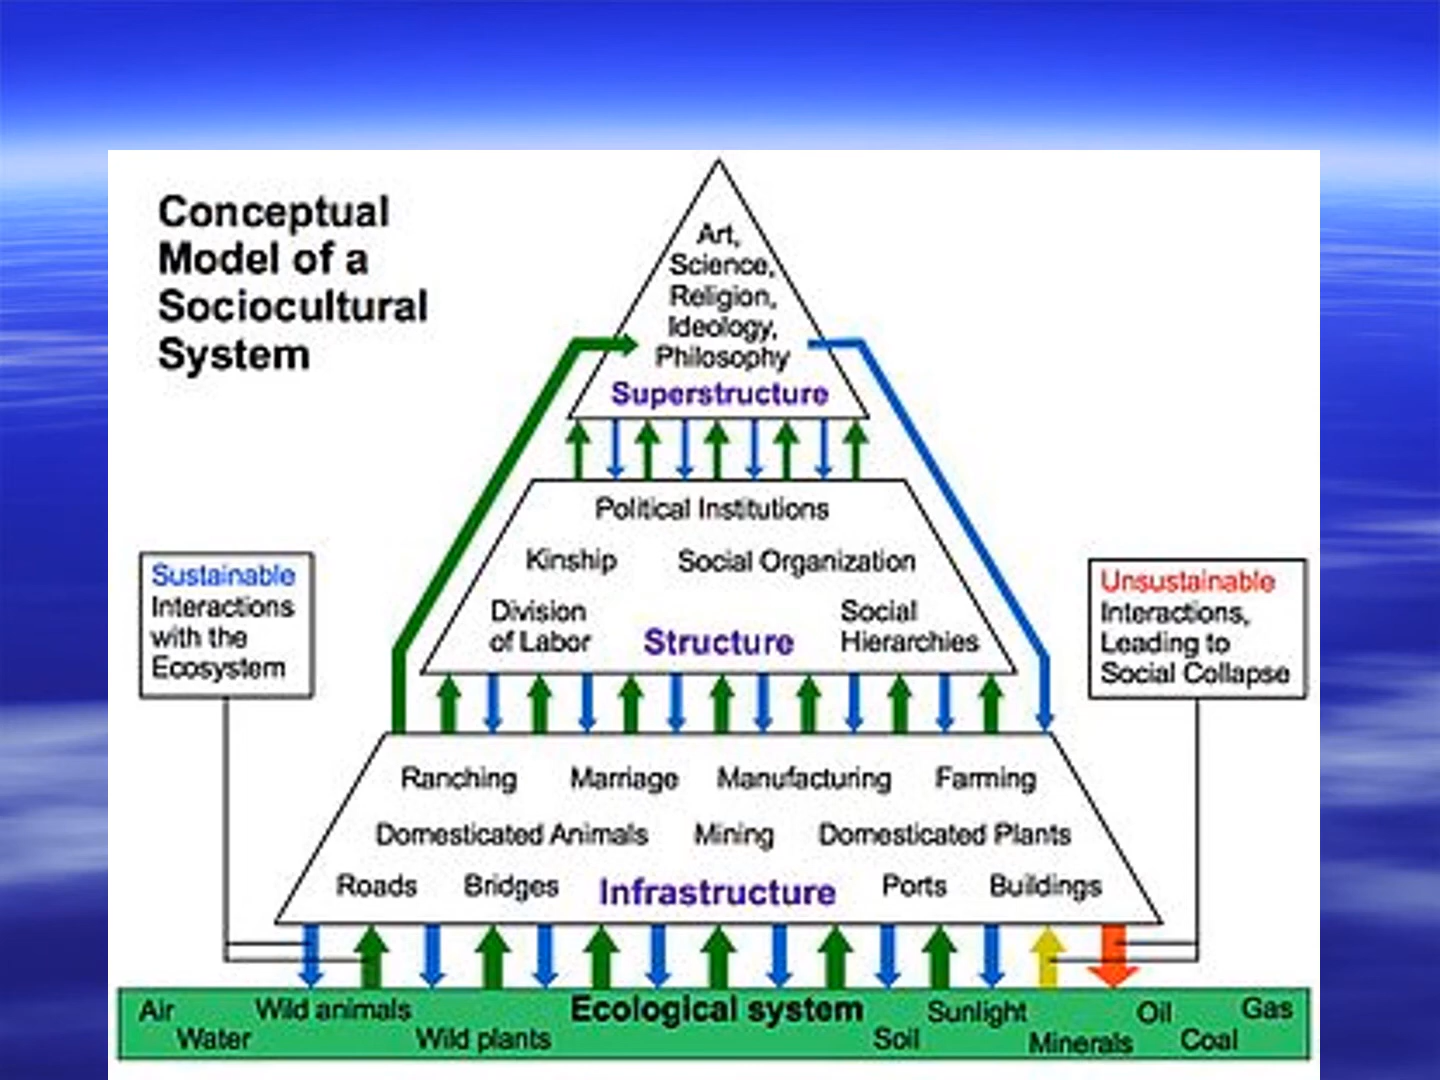 Conceptual
Model of a
Sociocultural
System
Art,
Science,
Religion,
Ideology,
Philosophy
Superstructure
Political Institutions
Kinship Social Organization
Division
of Labor
Structure
Social
Hierarchies
Sustainable
Interactions
with the
Ecosystem
Unsustainable
Interactions,
Leading to
Social Collapse
Ranching Marriage Manufacturing Farming
Domesticated Animals Mining Domesticated Plants
Roads Bridges Infrastructure Ports Buildings
Air Wild animals Ecological system Sunlight Oil Gas
Water Wild plants Soil Minerals Coal